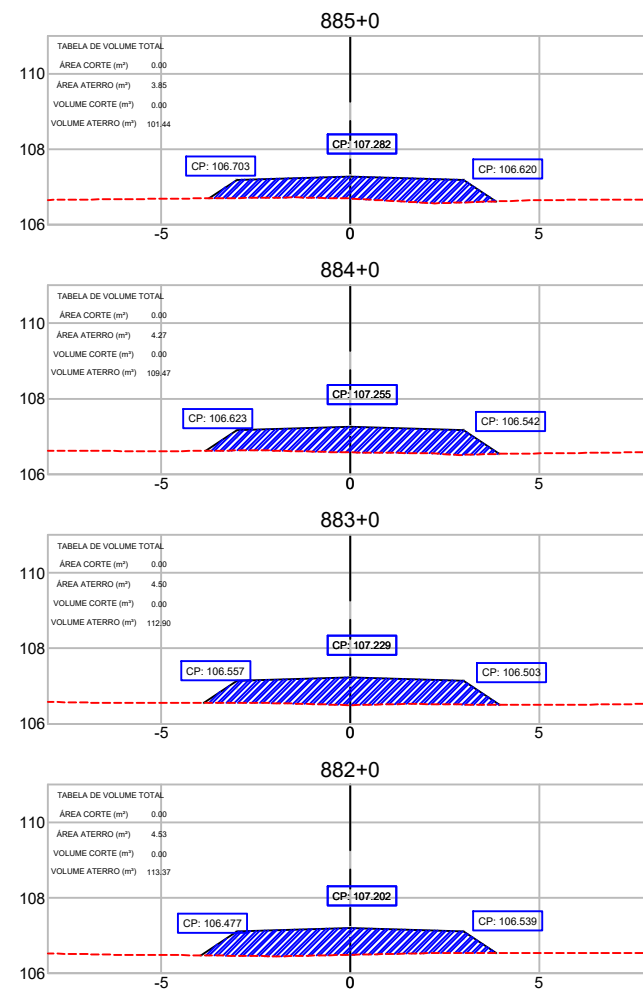 885+0
TABELA DE VOLUME TOTAL
ÁREA CORTE (m²) 0.00
ÁREA ATERRO (m²) 3.85
VOLUME CORTE (m³) 0.00
VOLUME ATERRO (m³) 101.44
110
108
106
CP: 106.703
CP: 107.282
CP: 106.620
-5
0
5
884+0
TABELA DE VOLUME TOTAL
ÁREA CORTE (m²) 0.00
ÁREA ATERRO (m²) 4.27
VOLUME CORTE (m³) 0.00
VOLUME ATERRO (m³) 109.47
110
108
106
CP: 106.623
CP: 107.255
CP: 106.542
-5
0
5
883+0
TABELA DE VOLUME TOTAL
ÁREA CORTE (m²) 0.00
ÁREA ATERRO (m²) 4.50
VOLUME CORTE (m³) 0.00
VOLUME ATERRO (m³) 112.90
110
108
106
CP: 106.557
CP: 107.229
CP: 106.503
-5
0
5
882+0
TABELA DE VOLUME TOTAL
ÁREA CORTE (m²) 0.00
ÁREA ATERRO (m²) 4.53
VOLUME CORTE (m³) 0.00
VOLUME ATERRO (m³) 113.37
110
108
106
CP: 106.477
CP: 107.202
CP: 106.539
-5
0
5